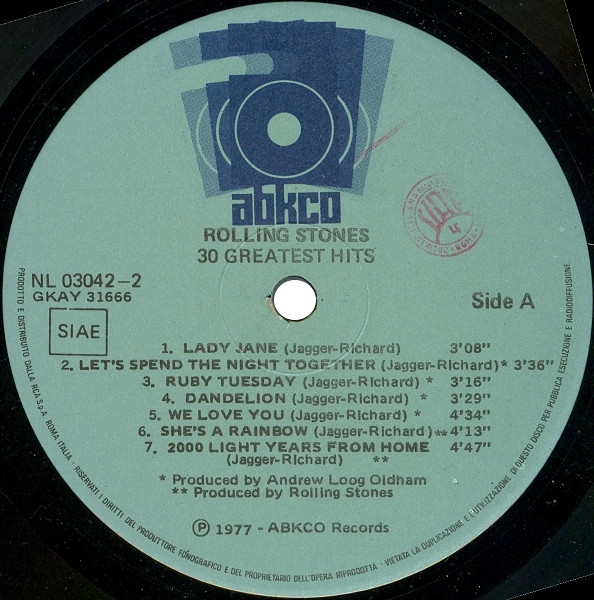 abkco
ROLLING STONES
30 GREATEST HITS
NL 03042-2
GKAY 31666
SIAE
Side A
1. LADY JANE (Jagger-Richard) 3'08"
2. LET'S SPEND THE NIGHT TOGETHER (Jagger-Richard)* 3'36"
3. RUBY TUESDAY (Jagger-Richard) * 3'16"
4. DANDELION (Jagger-Richard) * 3'29"
5. WE LOVE YOU (Jagger-Richard) * 4'34"
6. SHE'S A RAINBOW (Jagger-Richard)** 4'13"
7. 2000 LIGHT YEARS FROM HOME 4'47"
(Jagger-Richard) **
* Produced by Andrew Loog Oldham
** Produced by Rolling Stones
℗ 1977 - ABKCO Records
PRODOTTO E DISTRIBUITO DALLA RCA S.p.A. ROMA ITALIA - RISERVATI I DIRITTI DEL PRODUTTORE FONOGRAFICO E DEL PROPRIETARIO DELL'OPERA RIPRODOTTA - VIETATA LA DUPLICAZIONE E L'UTILIZZAZIONE DI QUESTO DISCO PER PUBBLICA ESECUZIONE E RADIODIFFUSIONE